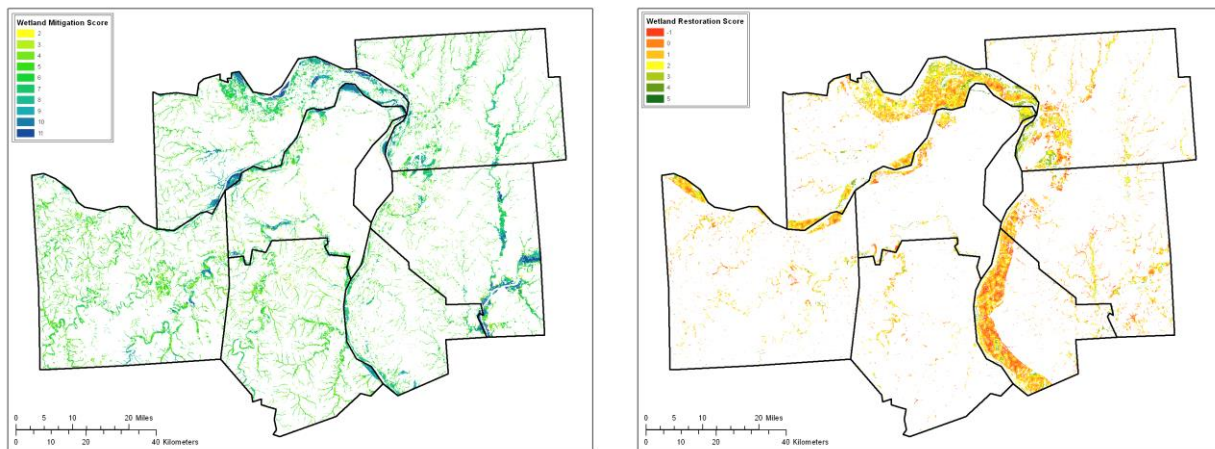 Wetland Mitigation Score
2
3
4
5
6
7
8
9
10
11
0 5 10 20 Miles
0 10 20 40 Kilometers
Wetland Restoration Score
-1
0
1
2
3
4
5
0 5 10 20 Miles
0 10 20 40 Kilometers